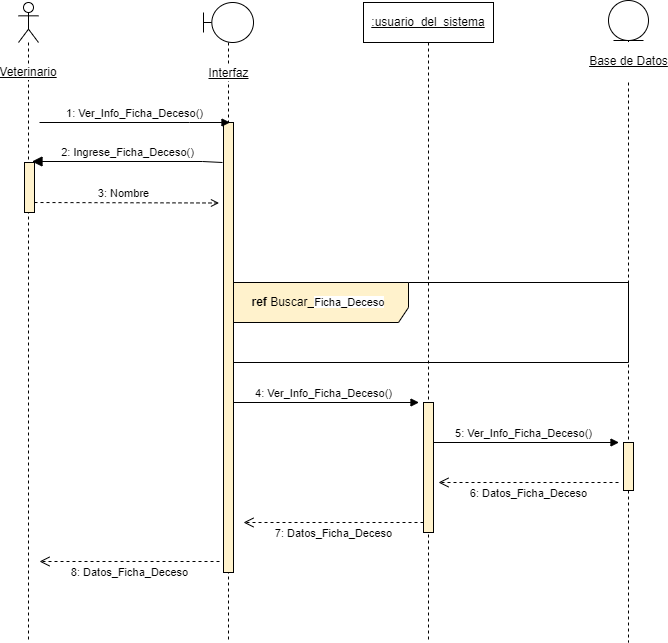 :usuario_del_sistema
Base de Datos
Veterinario
Interfaz
1: Ver_Info_Ficha_Deceso()
2: Ingrese_Ficha_Deceso()
3: Nombre
ref Buscar_Ficha_Deceso
4: Ver_Info_Ficha_Deceso()
5: Ver_Info_Ficha_Deceso()
6: Datos_Ficha_Deceso
7: Datos_Ficha_Deceso
8: Datos_Ficha_Deceso